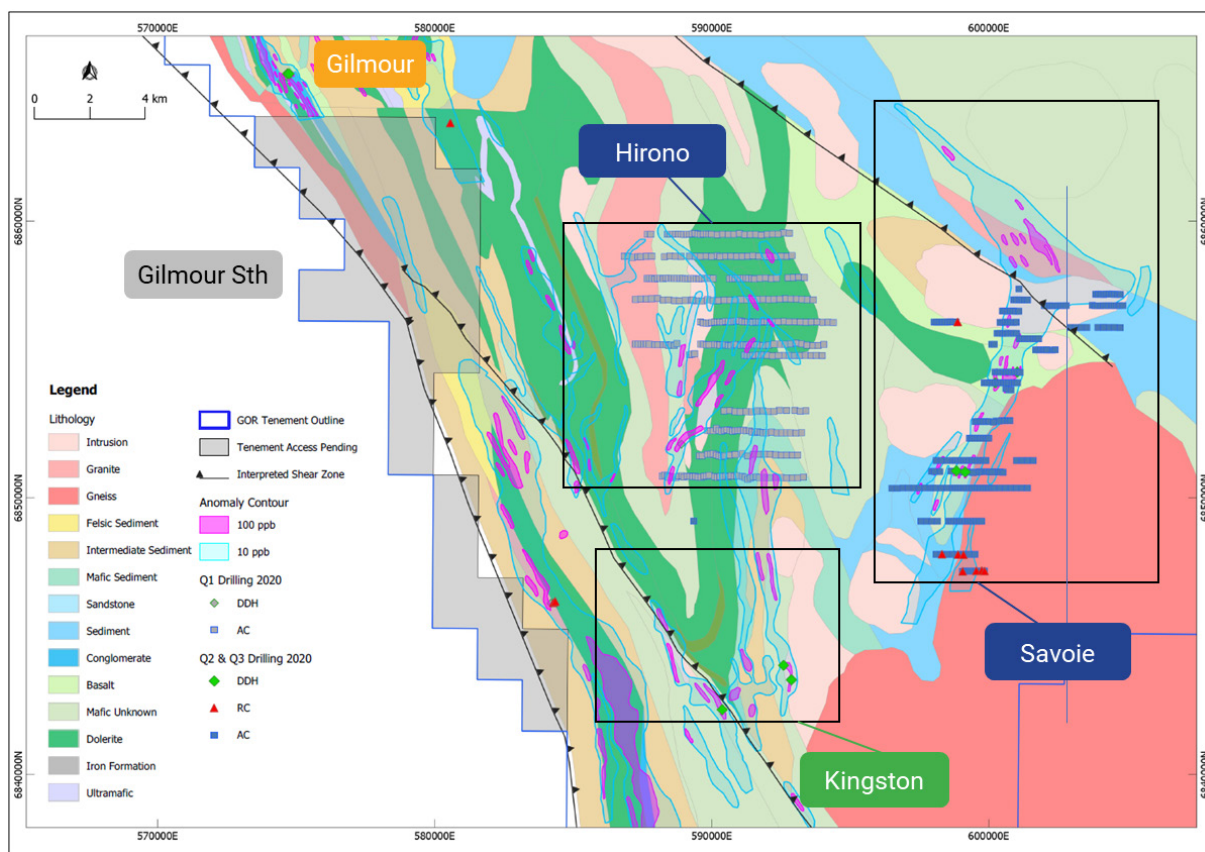 570000E
580000E
590000E
600000E
Gilmour
0 2 4 km
Hirono
6860000N
6860000N
Gilmour Sth
Legend
Lithology
Intrusion
Granite
Gneiss
Felsic Sediment
Intermediate Sediment
Mafic Sediment
Sandstone
Sediment
Conglomerate
Basalt
Mafic Unknown
Dolerite
Iron Formation
Ultramafic
GOR Tenement Outline
Tenement Access Pending
Interpreted Shear Zone
Anomaly Contour
100 ppb
10 ppb
Q1 Drilling 2020
DDH
AC
Q2 & Q3 Drilling 2020
DDH
RC
AC
6850000N
6850000N
Savoie
Kingston
6840000N
6840000N
570000E
580000E
590000E
600000E